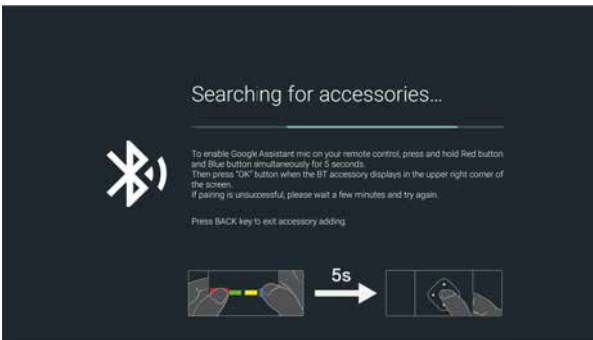 Searching for accessories...
To enable Google Assistant mic on your remote control, press and hold Red button
and Blue button simultaneously for 5 seconds.
Then press "OK" button when the BT accessory displays in the upper right corner of
the screen.
If pairing is unsuccessful, please wait a few minutes and try again.
Press BACK key to exit accessory adding.
5s